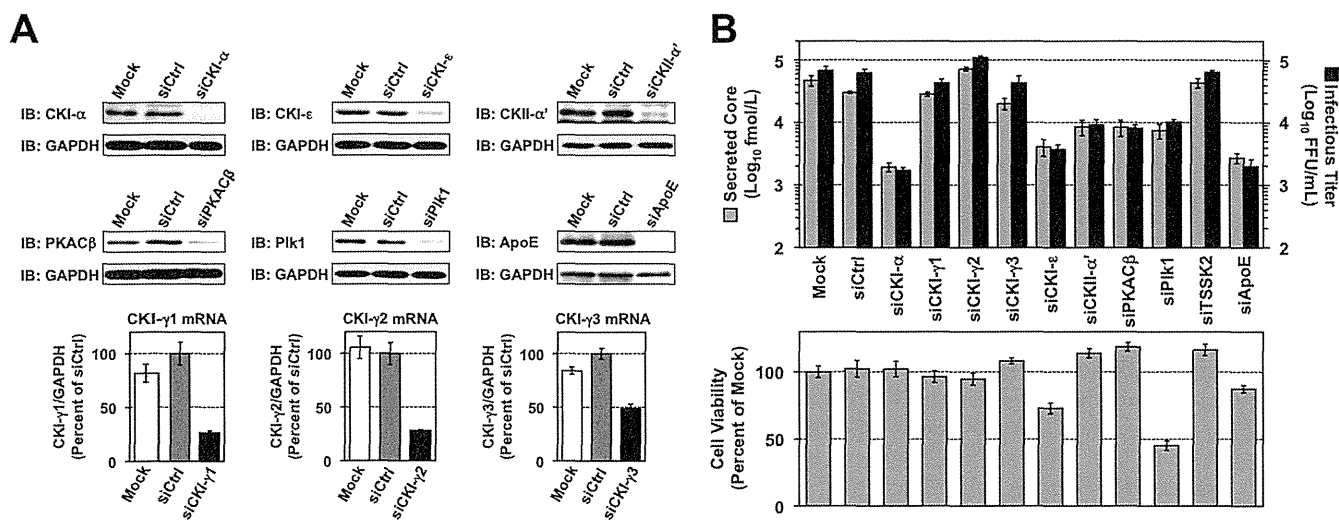 A
Mock siCtrl siCKI-α
IB: CKI-α
IB: GAPDH
Mock siCtrl siCKI-ε
IB: CKI-ε
IB: GAPDH
Mock siCtrl siCKII-α'
IB: CKII-α'
IB: GAPDH
Mock siCtrl siPKACβ
IB: PKACβ
IB: GAPDH
Mock siCtrl siPlk1
IB: Plk1
IB: GAPDH
Mock siCtrl siApoE
IB: ApoE
IB: GAPDH
CKI-γ1 mRNA
CKI-γ1/GAPDH
(Percent of siCtrl)
100
50
0
Mock siCtrl siCKI-γ1
CKI-γ2 mRNA
CKI-γ2/GAPDH
(Percent of siCtrl)
100
50
0
Mock siCtrl siCKI-γ2
CKI-γ3 mRNA
CKI-γ3/GAPDH
(Percent of siCtrl)
100
50
0
Mock siCtrl siCKI-γ3
B
Secreted Core
(Log10 fmol/L)
5
4
3
2
5
4
3
2
Infectious Titer
(Log10 FFU/mL)
Mock siCtrl siCKI-α siCKI-γ1 siCKI-γ2 siCKI-γ3 siCKI-ε siCKII-α' siPKACβ siPlk1 siTSSK2 siApoE
Cell Viability
(Percent of Mock)
100
50
0